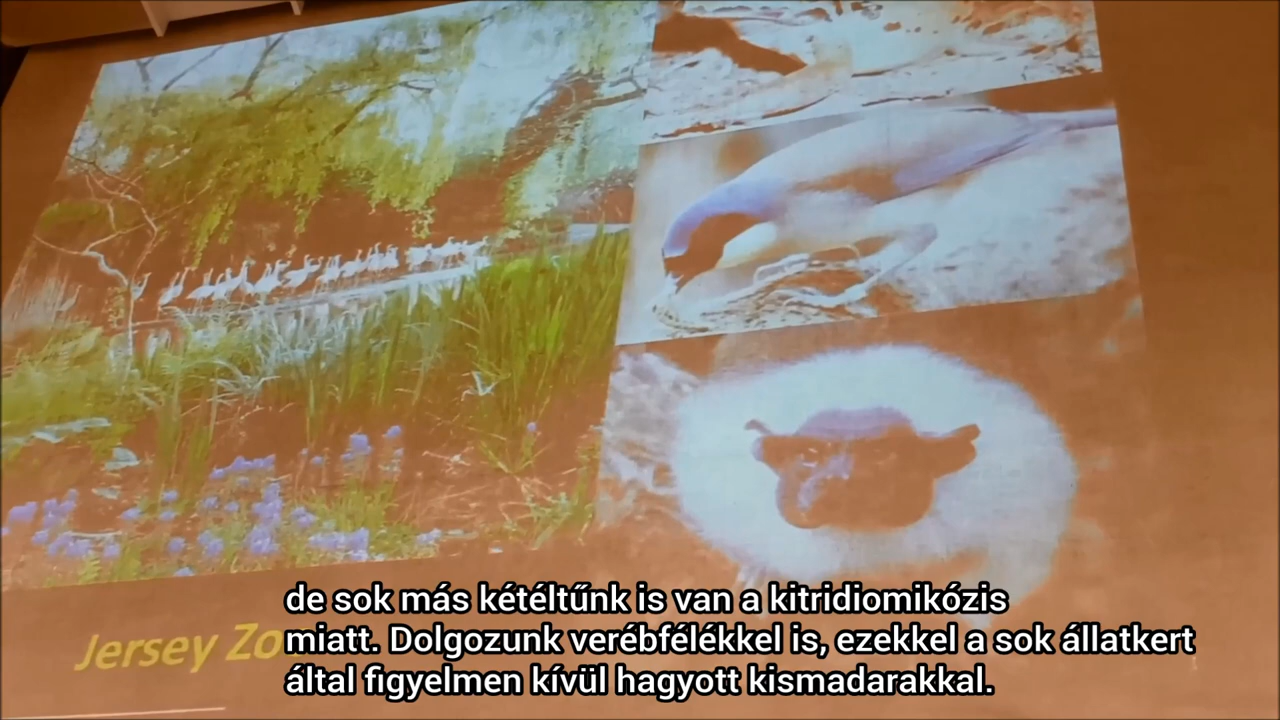 de sok más kétéltűnk is van a kitridiomikózis
Jersey Zo
miatt. Dolgozunk verébfélékkel is, ezekkel a sok állatkert
által figyelmen kívül hagyott kismadarakkal.